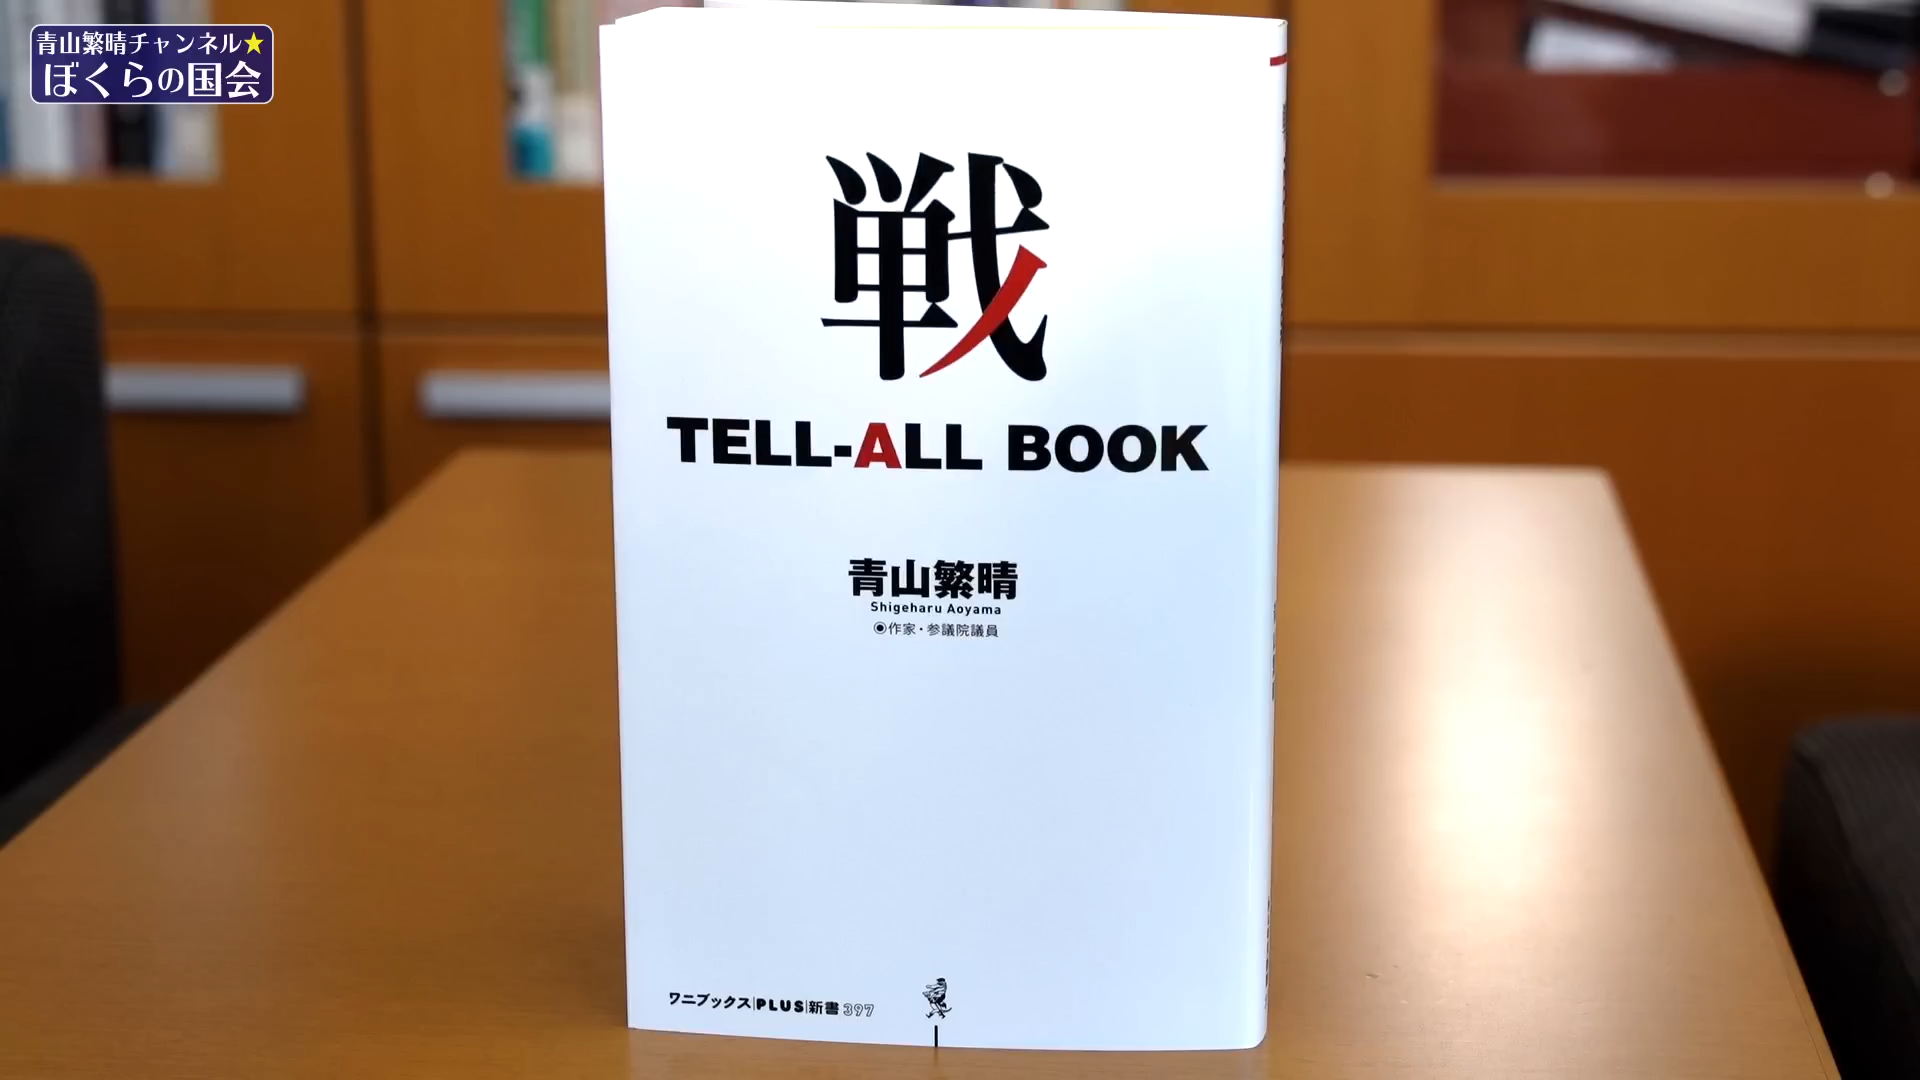 青山繁晴チャンネル★
ぼくらの国会
戦
TELL-ALL BOOK
青山繁晴
Shigeharu Aoyama
◉作家・参議院議員
ワニブックス|PLUS|新書 397